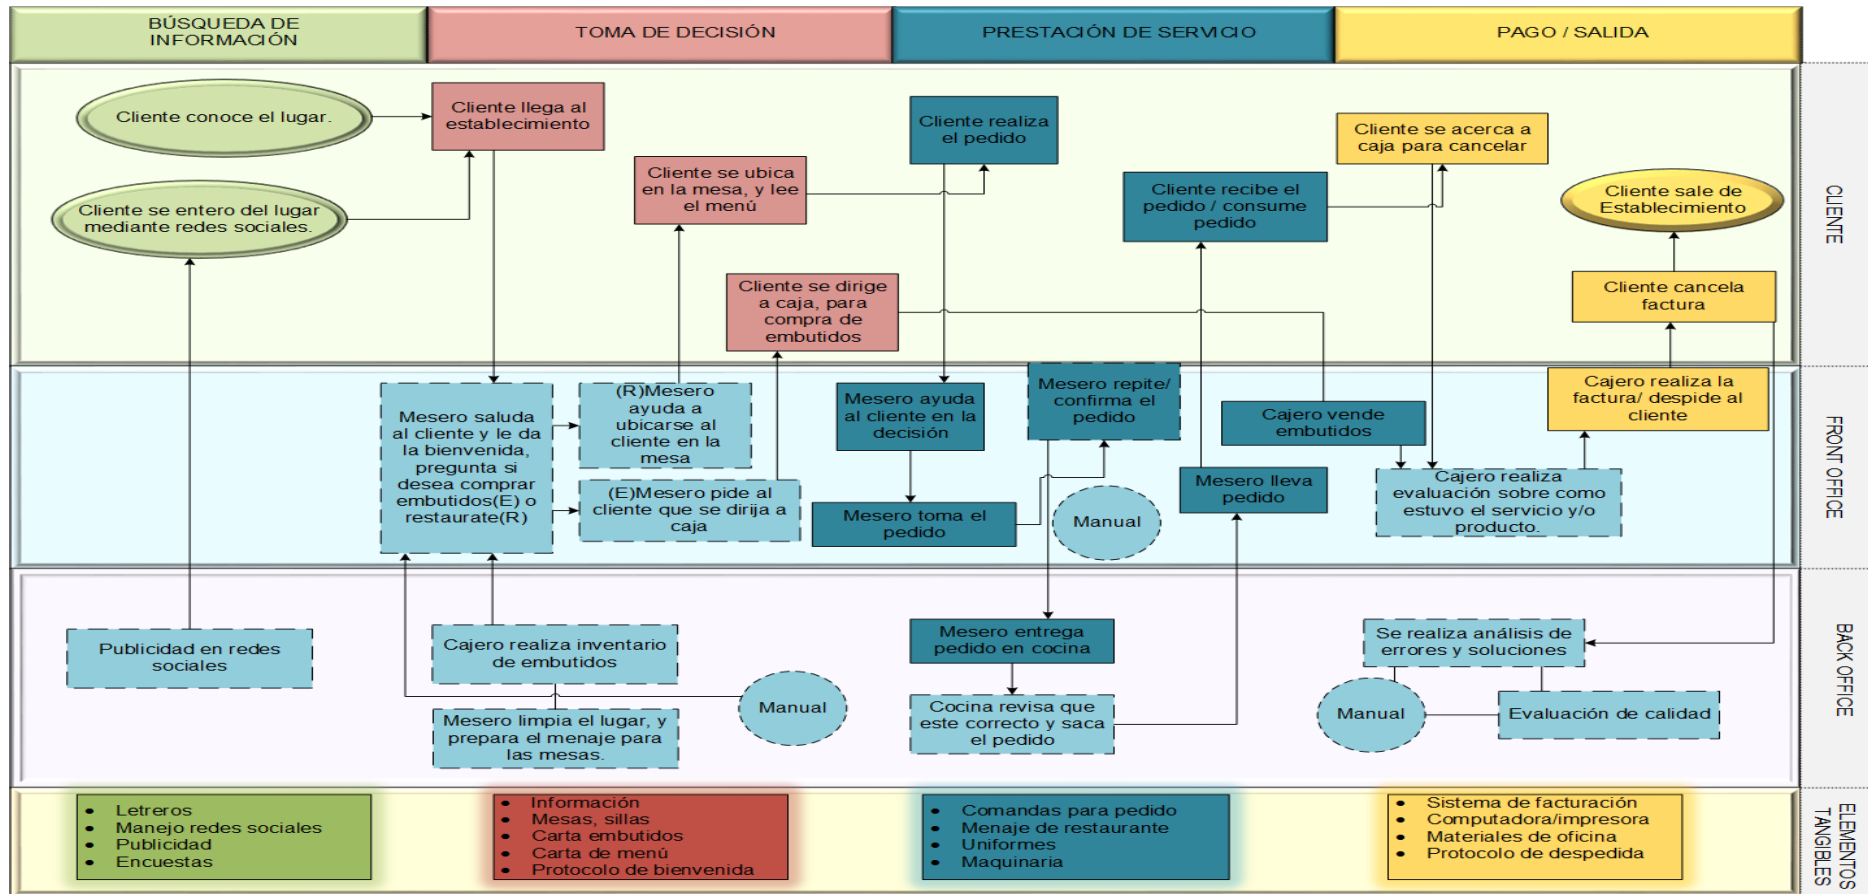 BÚSQUEDA DE
INFORMACIÓN
TOMA DE DECISIÓN
PRESTACIÓN DE SERVICIO
PAGO / SALIDA
CLIENTE
Cliente conoce el lugar.
Cliente llega al
establecimiento
Cliente realiza
el pedido
Cliente se acerca a
caja para cancelar
Cliente se entero del lugar
mediante redes sociales.
Cliente se ubica
en la mesa, y lee
el menú
Cliente recibe el
pedido / consume
pedido
Cliente sale de
Establecimiento
Cliente se dirige
a caja, para
compra de
embutidos
Cliente cancela
factura
FRONT OFFICE
Mesero saluda
al cliente y le da
la bienvenida,
pregunta si
desea comprar
embutidos(E) o
restaurate(R)
(R)Mesero
ayuda a
ubicarse al
cliente en la
mesa
(E)Mesero pide al
cliente que se dirija a
caja
Mesero ayuda
al cliente en la
decisión
Mesero toma el
pedido
Mesero repite/
confirma el
pedido
Manual
Mesero lleva
pedido
Cajero vende
embutidos
Cajero realiza la
factura/ despide al
cliente
Cajero realiza
evaluación sobre como
estuvo el servicio y/o
producto.
BACK OFFICE
Publicidad en redes
sociales
Cajero realiza inventario
de embutidos
Mesero limpia el lugar, y
prepara el menaje para
las mesas.
Manual
Mesero entrega
pedido en cocina
Cocina revisa que
este correcto y saca
el pedido
Se realiza análisis de
errores y soluciones
Manual
Evaluación de calidad
ELEMENTOS
TANGIBLES
• Letreros
• Manejo redes sociales
• Publicidad
• Encuestas
• Información
• Mesas, sillas
• Carta embutidos
• Carta de menú
• Protocolo de bienvenida
• Comandas para pedido
• Menaje de restaurante
• Uniformes
• Maquinaria
• Sistema de facturación
• Computadora/impresora
• Materiales de oficina
• Protocolo de despedida